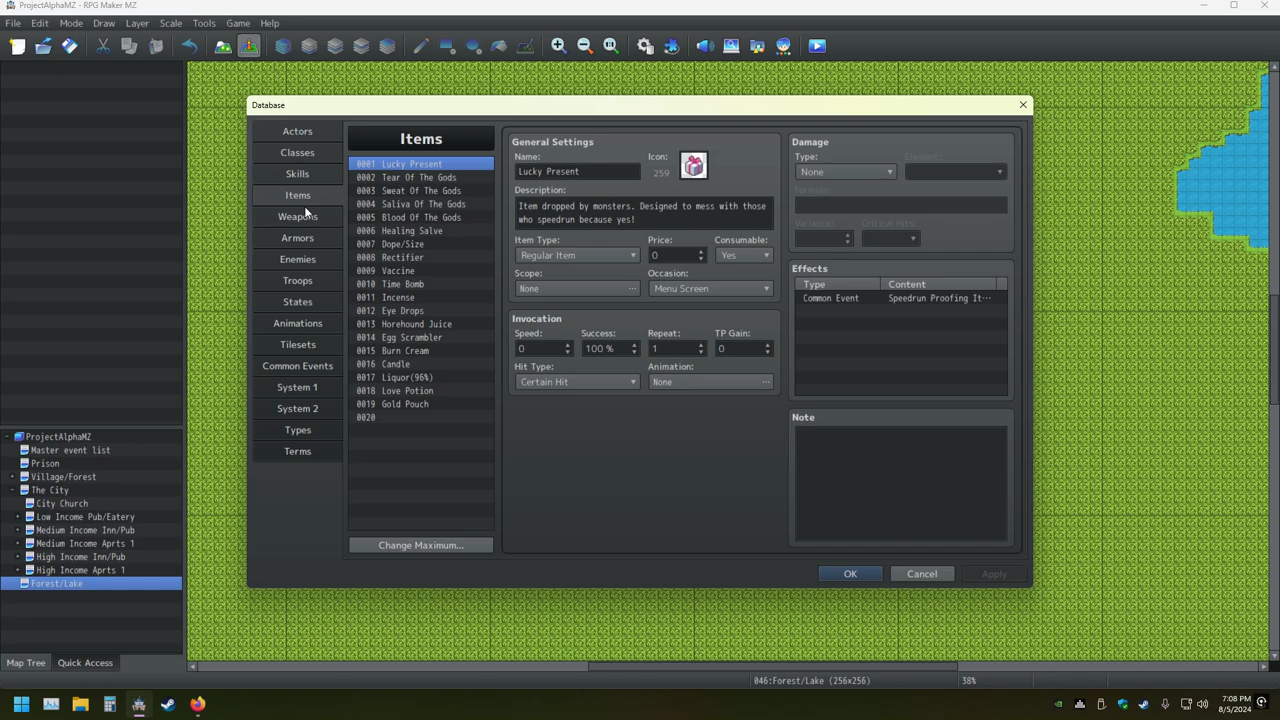 ProjectAlphaMZ - RPG Maker MZ
File Edit Mode Draw Layer Scale Tools Game Help
Database
Actors
Classes
Skills
Items
Weapons
Armors
Enemies
Troops
States
Animations
Tilesets
Common Events
System 1
System 2
Types
Terms
Items
0001 Lucky Present
0002 Tear Of The Gods
0003 Sweat Of The Gods
0004 Saliva Of The Gods
0005 Blood Of The Gods
0006 Healing Salve
0007 Dope/Size
0008 Rectifier
0009 Vaccine
0010 Time Bomb
0011 Incense
0012 Eye Drops
0013 Horehound Juice
0014 Egg Scrambler
0015 Burn Cream
0016 Candle
0017 Liquor(96%)
0018 Love Potion
0019 Gold Pouch
0020
Change Maximum...
General Settings
Name: Icon:
Lucky Present 259
Description:
Item dropped by monsters. Designed to mess with those
who speedrun because yes!
Item Type: Price: Consumable:
Regular Item 0 Yes
Scope: Occasion:
None ... Menu Screen
Invocation
Speed: Success: Repeat: TP Gain:
0 100 % 1 0
Hit Type: Animation:
Certain Hit None ...
Damage
Type: Element:
None
Formula:
Variance: Critical Hits:
Effects
Type Content
Common Event Speedrun Proofing It...
Note
OK Cancel Apply
ProjectAlphaMZ
Master event list
Prison
Village/Forest
The City
City Church
Low Income Pub/Eatery
Medium Income Inn/Pub
Medium Income Aprts 1
High Income Inn/Pub
High Income Aprts 1
Forest/Lake
Map Tree Quick Access
046:Forest/Lake (256x256) 38%
7:08 PM
8/5/2024